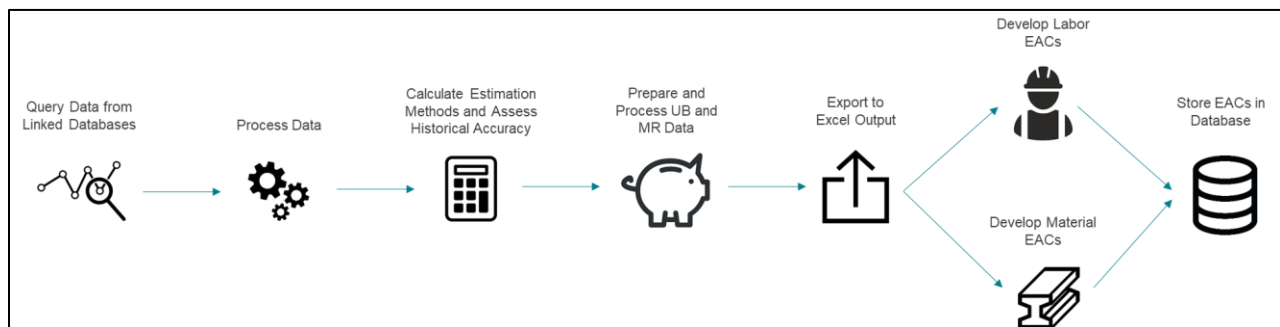 Query Data from
Linked Databases
Process Data
Calculate Estimation
Methods and Assess
Historical Accuracy
Prepare and
Process UB and
MR Data
Export to
Excel Output
Develop Labor
EACs
Develop Material
EACs
Store EACs in
Database